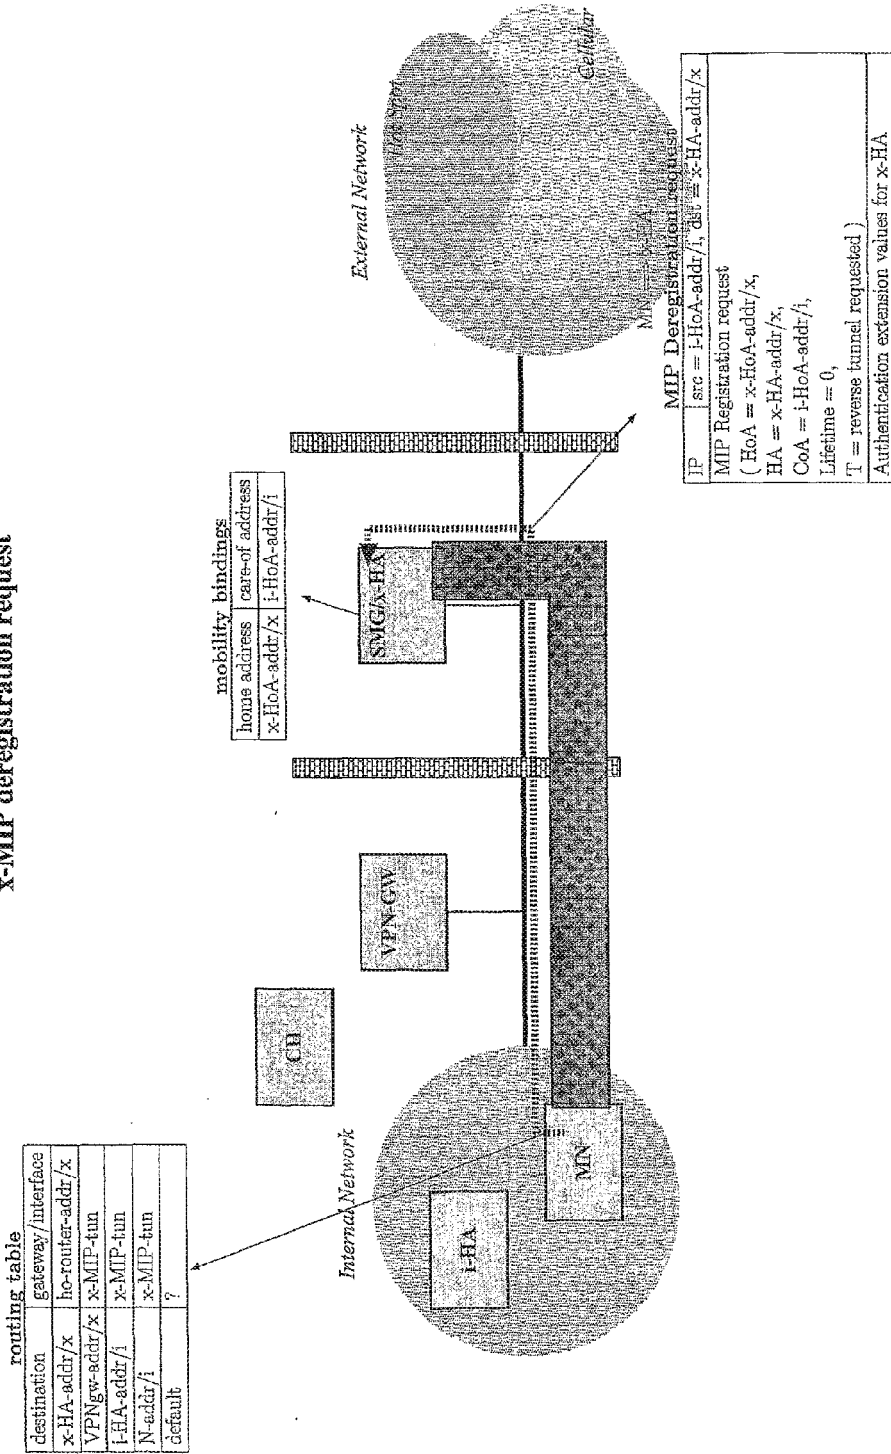 x-MIP deregistration request
routing table
destination gateway/interface
x-HA-addr/x ho-router-addr/x
VPNgw-addr/x x-MIP-tun
i-HA-addr/i x-MIP-tun
N-addr/i x-MIP-tun
default ?
mobility bindings
home address care-of address
x-HoA-addr/x i-HoA-addr/i
Internal Network
External Network
Hot Spot
Cellular
i-HA
MN
CH
VPN-GW
SMG/x-HA
MIP Deregistration request
IP src = i-HoA-addr/i, dst = x-HA-addr/x
MIP Registration request
( HoA = x-HoA-addr/x,
HA = x-HA-addr/x,
CoA = i-HoA-addr/i,
Lifetime = 0,
T = reverse tunnel requested )
Authentication extension values for x-HA